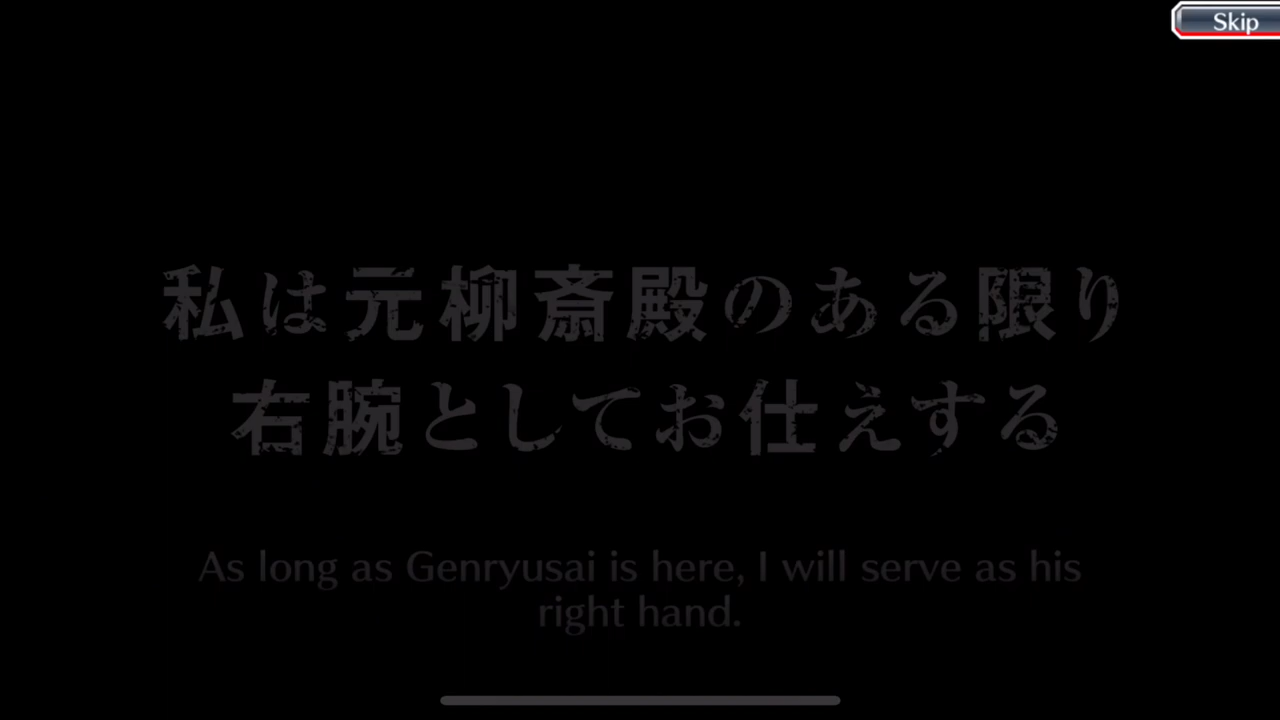 Skip
私は元柳斎殿のある限り
右腕としてお仕えする
As long as Genryusai is here, I will serve as his
right hand.